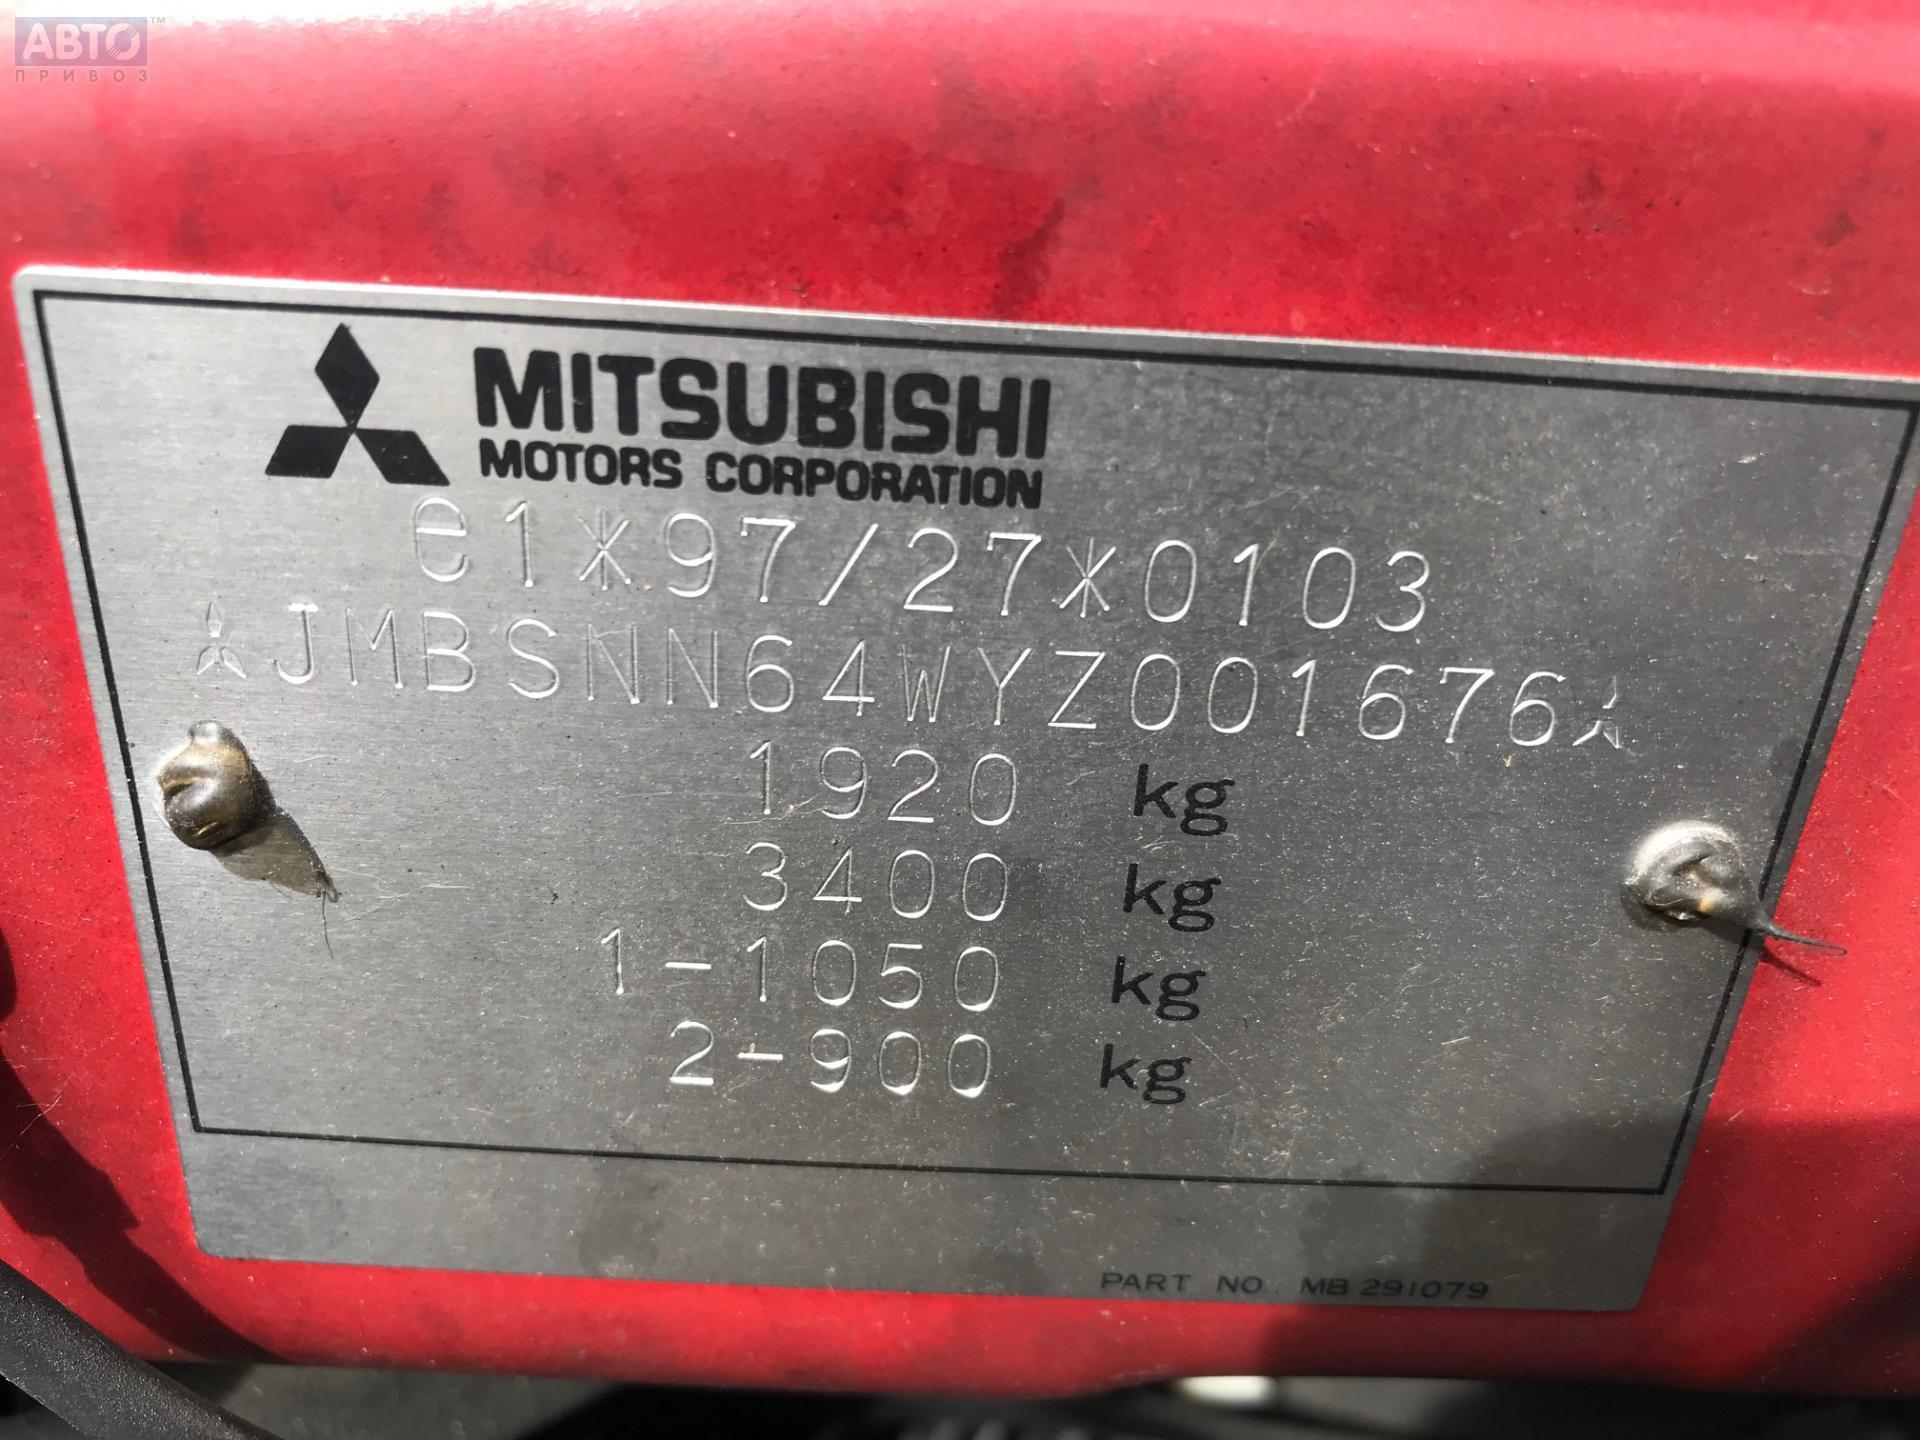 АВТО™
ПРИВОЗ
MITSUBISHI
MOTORS CORPORATION
e1*97/27*0103
JMBSNN64WYZ001676
1920 kg
3400 kg
1-1050 kg
2-900 kg
PART NO. MB 291079